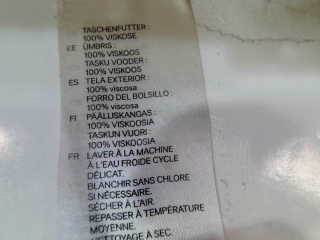 TASCHENFUTTER:
100% VISKOSE
EE ÜMBRIS:
100% VISKOOS
TASKU VOODER:
100% VISKOOS
ES TELA EXTERIOR:
100% viscosa
FORRO DEL BOLSILLO:
100% viscosa
FI PÄÄLLISKANGAS:
100% VISKOOSIA
TASKUN VUORI:
100% VISKOOSIA
FR LAVER À LA MACHINE
À L'EAU FROIDE CYCLE
DÉLICAT.
BLANCHIR SANS CHLORE
SI NÉCESSAIRE.
SÉCHER À L'AIR.
REPASSER À TEMPÉRATURE
MOYENNE.
NETTOYAGE À SEC.